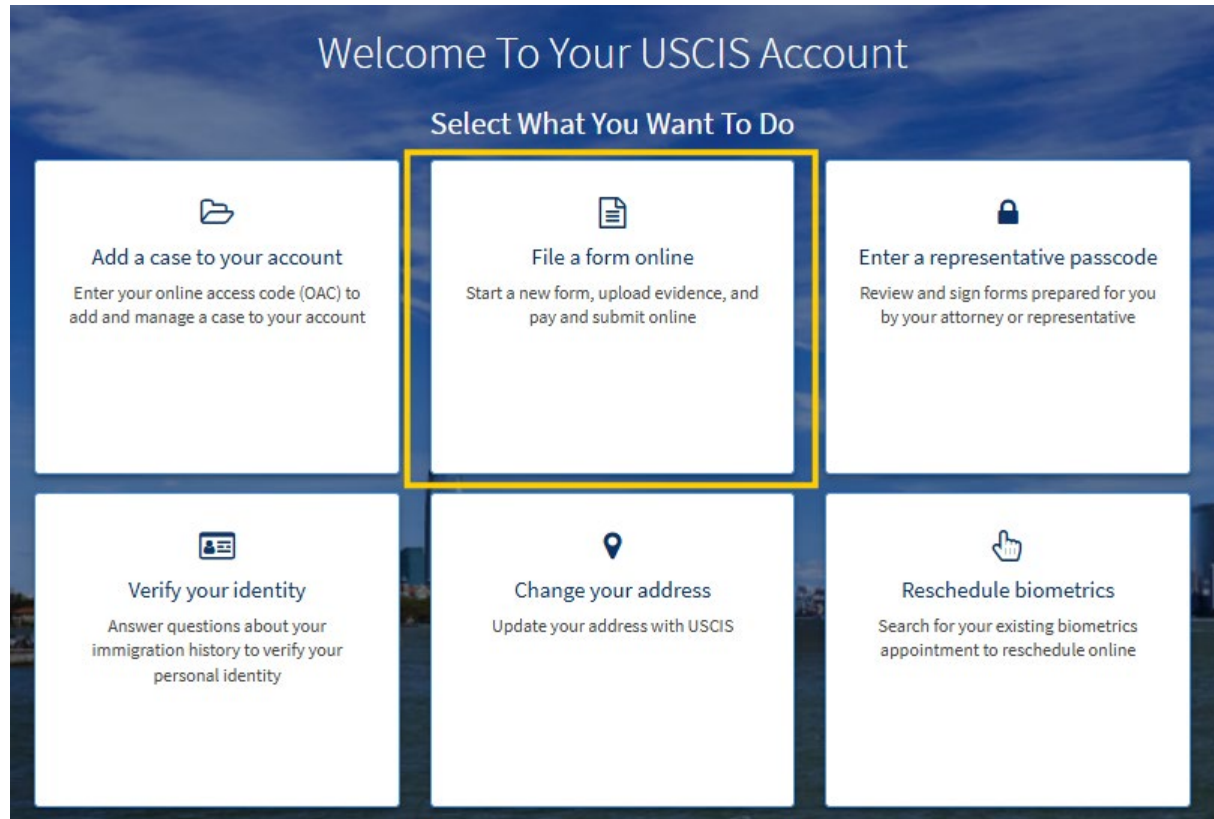 Welcome To Your USCIS Account
Select What You Want To Do
Add a case to your account
Enter your online access code (OAC) to
add and manage a case to your account
File a form online
Start a new form, upload evidence, and
pay and submit online
Enter a representative passcode
Review and sign forms prepared for you
by your attorney or representative
Verify your identity
Answer questions about your
immigration history to verify your
personal identity
Change your address
Update your address with USCIS
Reschedule biometrics
Search for your existing biometrics
appointment to reschedule online